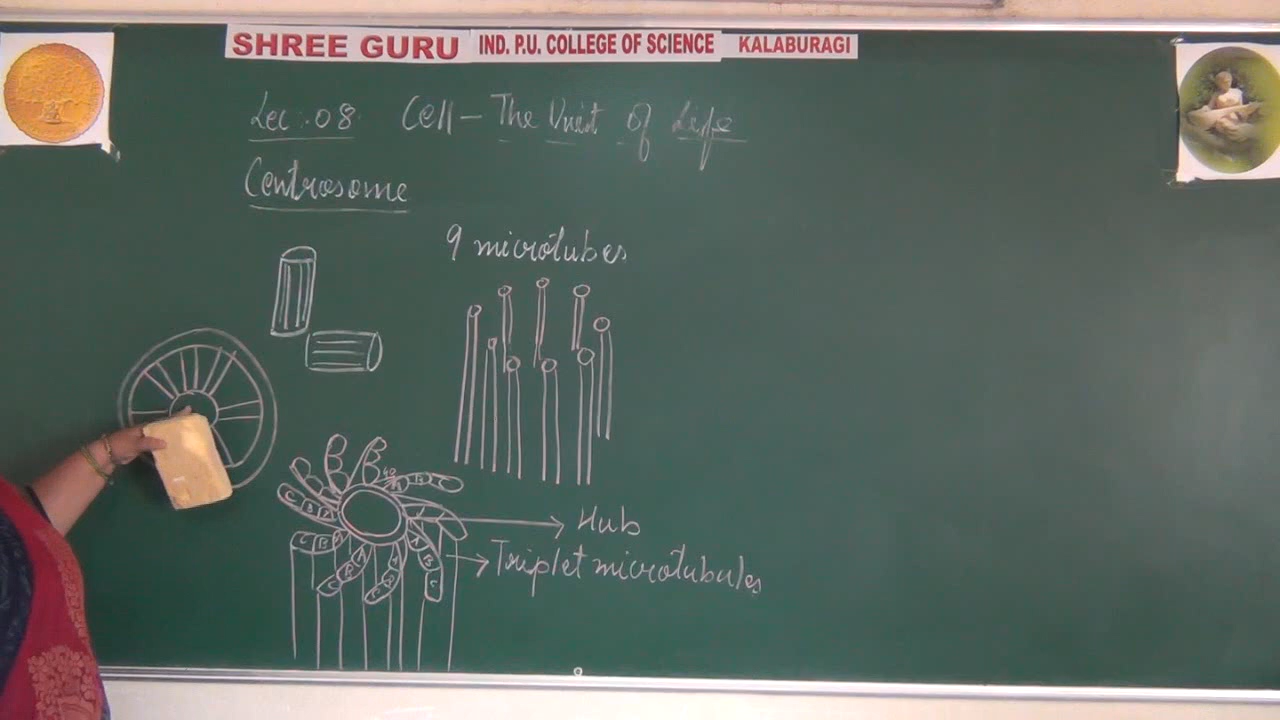 SHREE GURU IND. P.U. COLLEGE OF SCIENCE KALABURAGI
Lec:.08 Cell – The Unit of Life
Centrosome
9 microtubes
40
A B C
C B A
C B A
A B C
C B A
C B A
Hub
Triplet microtubules